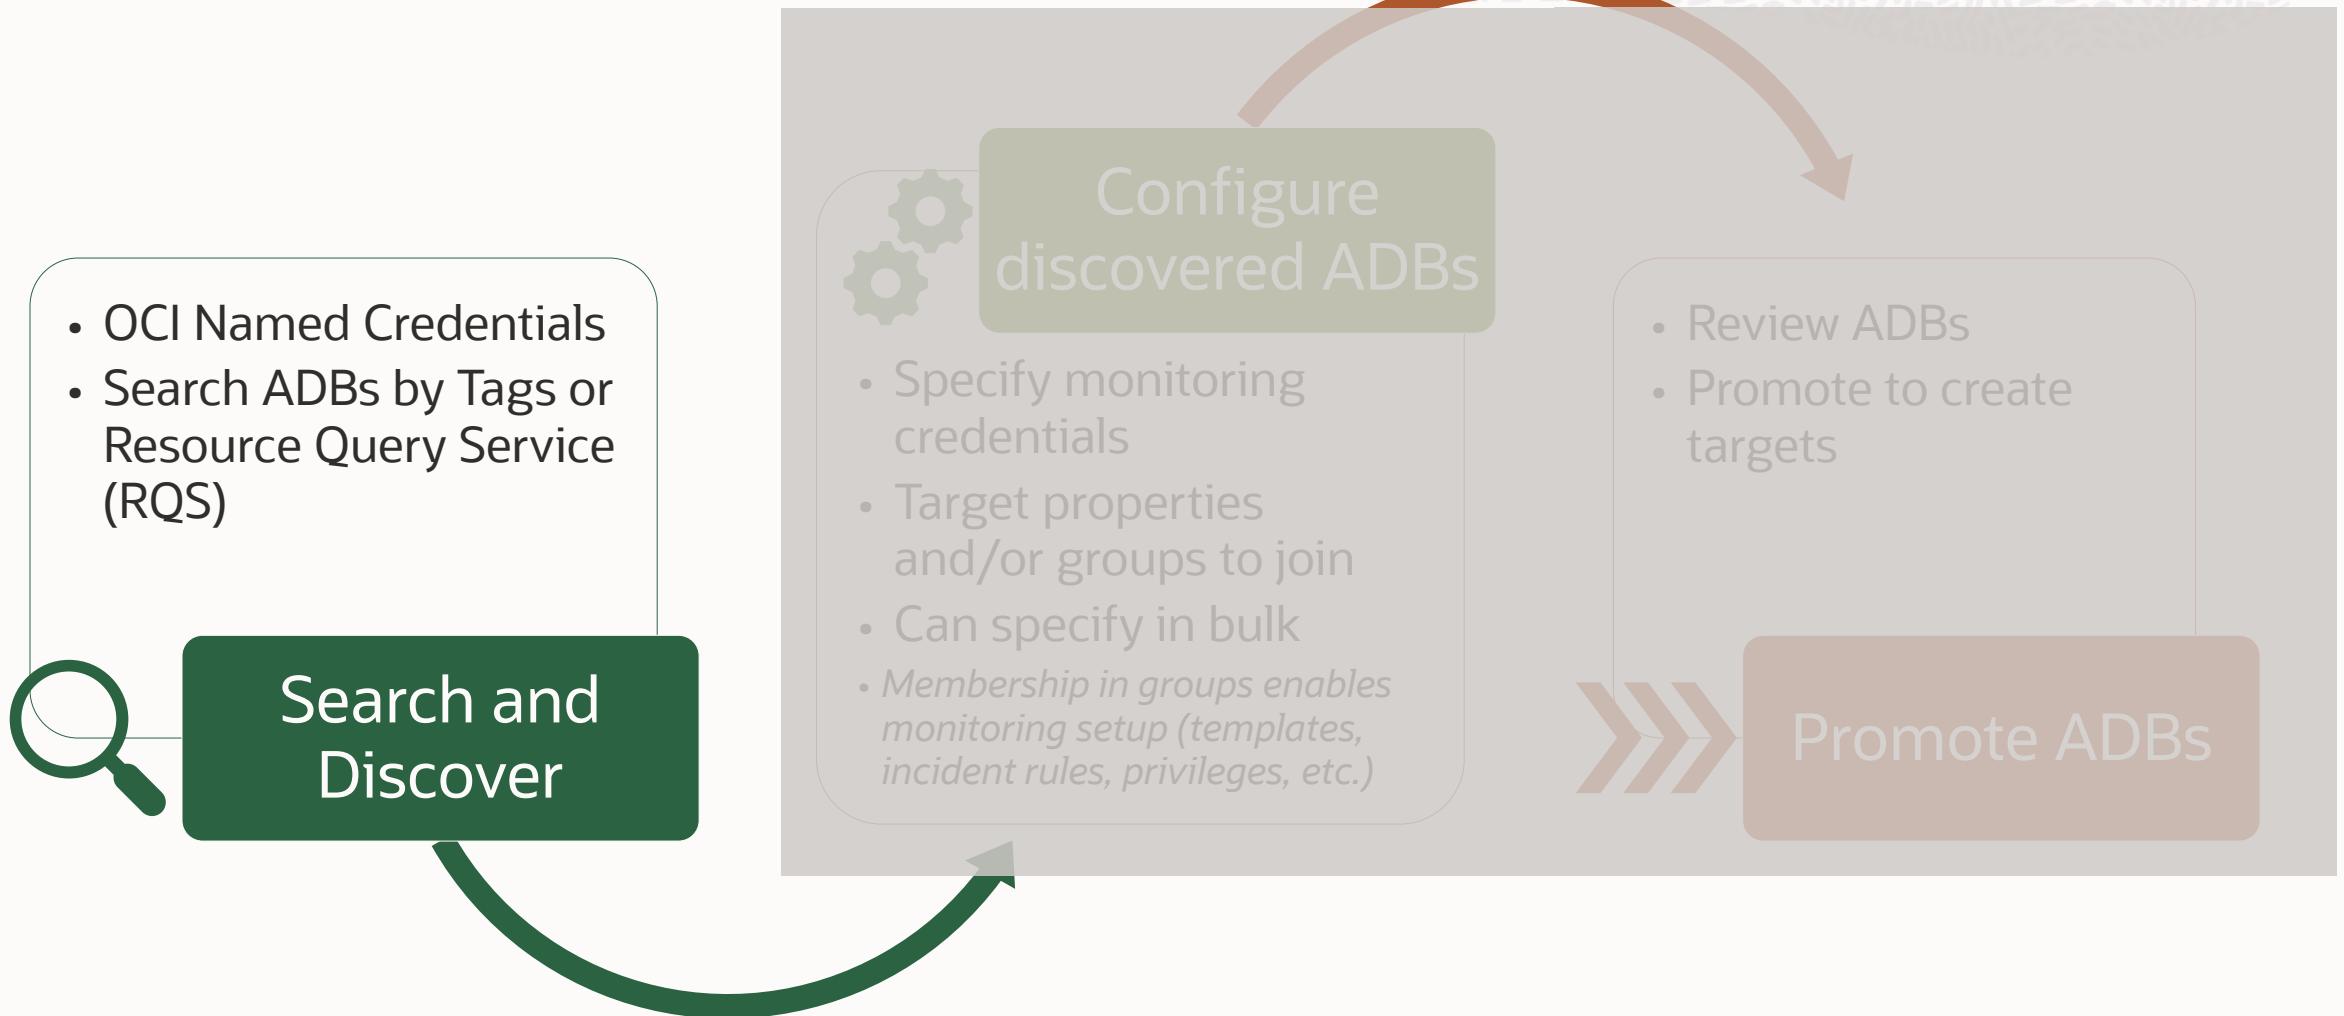 • OCI Named Credentials
• Search ADBs by Tags or
Resource Query Service
(RQS)
Search and
Discover
Configure
discovered ADBs
• Specify monitoring
credentials
• Target properties
and/or groups to join
• Can specify in bulk
• Membership in groups enables
monitoring setup (templates,
incident rules, privileges, etc.)
• Review ADBs
• Promote to create
targets
Promote ADBs